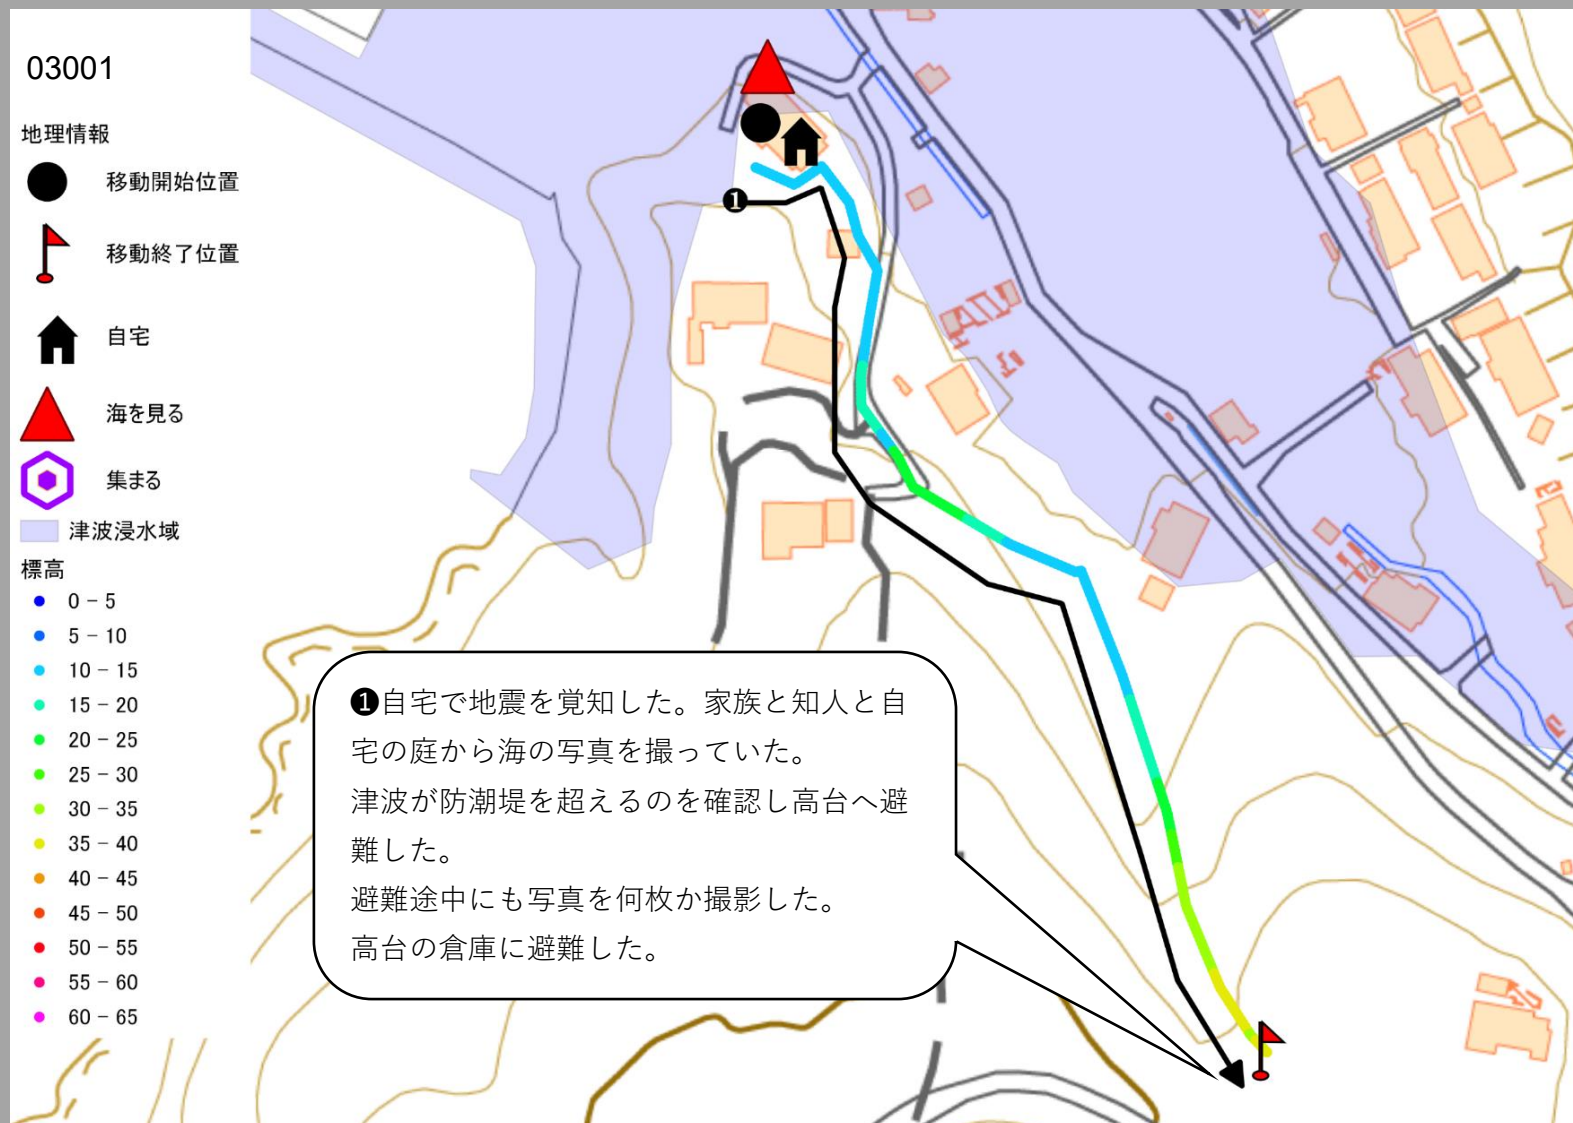 03001
地理情報
移動開始位置
移動終了位置
自宅
海を見る
集まる
津波浸水域
標高
0 - 5
5 - 10
10 - 15
15 - 20
20 - 25
25 - 30
30 - 35
35 - 40
40 - 45
45 - 50
50 - 55
55 - 60
60 - 65
❶
❶自宅で地震を覚知した。家族と知人と自
宅の庭から海の写真を撮っていた。
津波が防潮堤を超えるのを確認し高台へ避
難した。
避難途中にも写真を何枚か撮影した。
高台の倉庫に避難した。